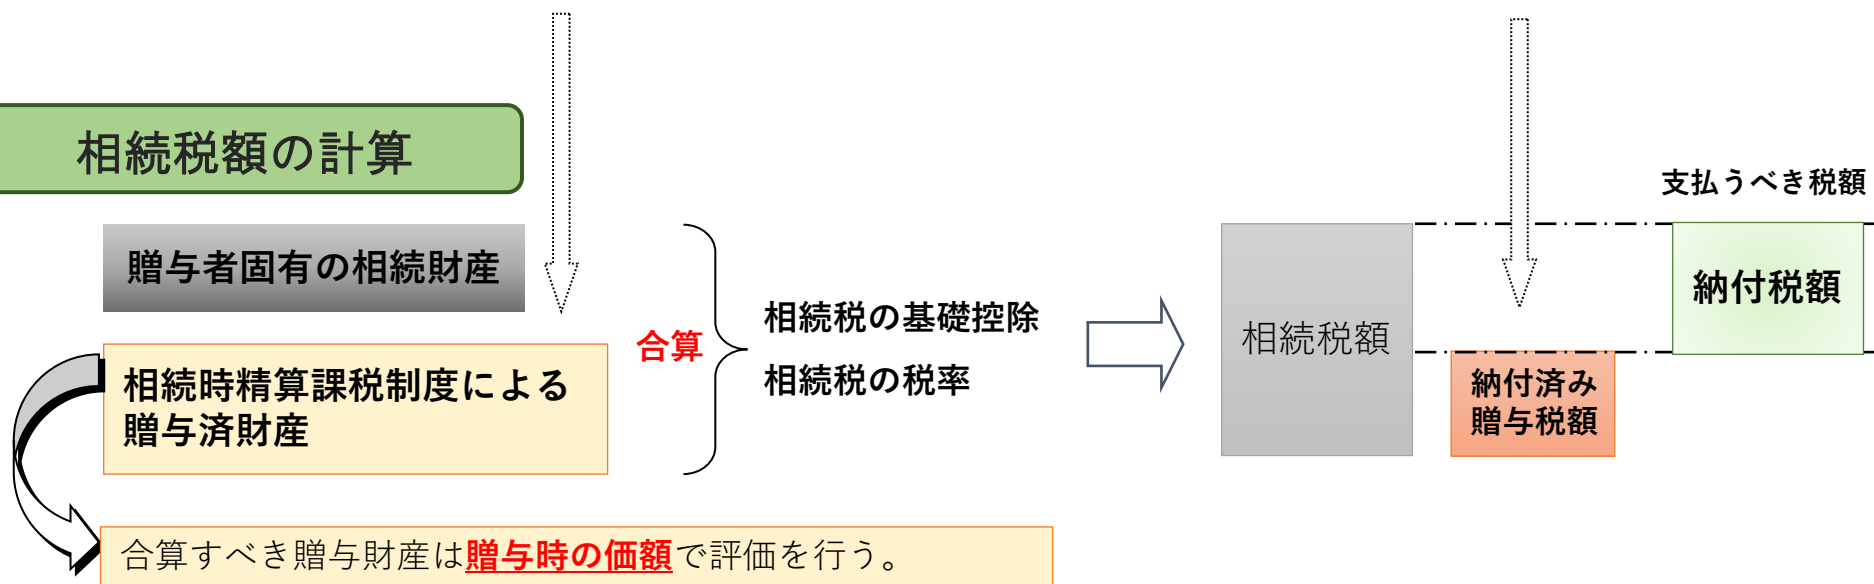 相続税額の計算
支払うべき税額
贈与者固有の相続財産
合算
相続税の基礎控除
相続税の税率
相続税額
納付税額
相続時精算課税制度による
贈与済財産
納付済み
贈与税額
合算すべき贈与財産は贈与時の価額で評価を行う。